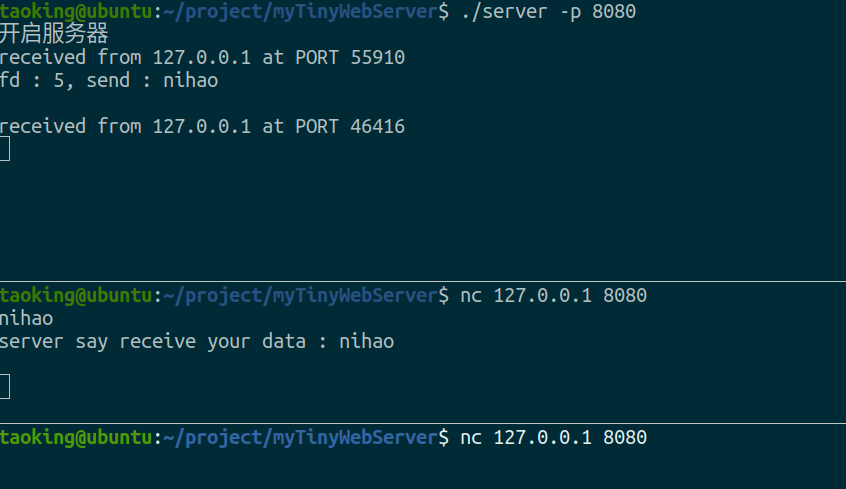 taoking@ubuntu:~/project/myTinyWebServer$ ./server -p 8080
开启服务器
received from 127.0.0.1 at PORT 55910
fd : 5, send : nihao
received from 127.0.0.1 at PORT 46416
taoking@ubuntu:~/project/myTinyWebServer$ nc 127.0.0.1 8080
nihao
server say receive your data : nihao
taoking@ubuntu:~/project/myTinyWebServer$ nc 127.0.0.1 8080